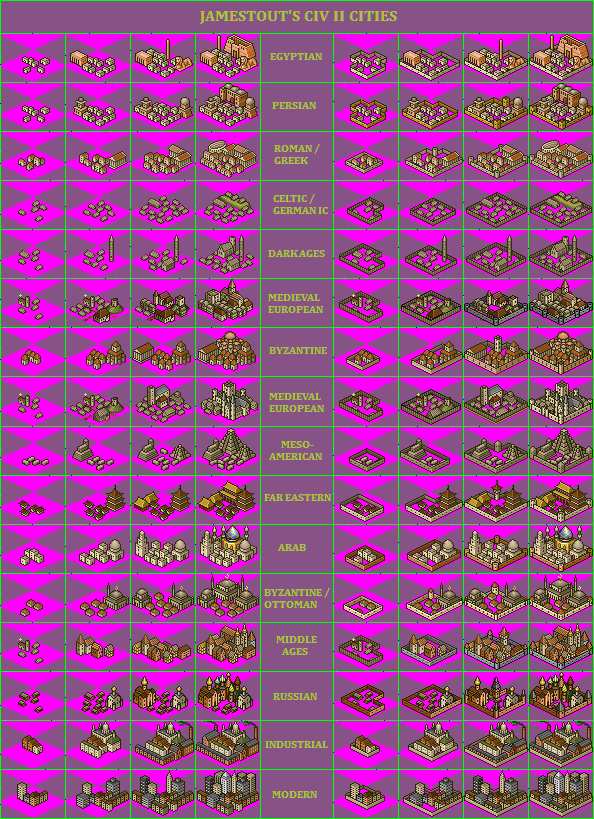 JAMESTOUT'S CIV II CITIES
EGYPTIAN
PERSIAN
ROMAN /
GREEK
CELTIC /
GERMANIC
DARKAGES
MEDIEVAL
EUROPEAN
BYZANTINE
MEDIEVAL
EUROPEAN
MESO-
AMERICAN
FAR EASTERN
ARAB
BYZANTINE /
OTTOMAN
MIDDLE
AGES
RUSSIAN
INDUSTRIAL
MODERN